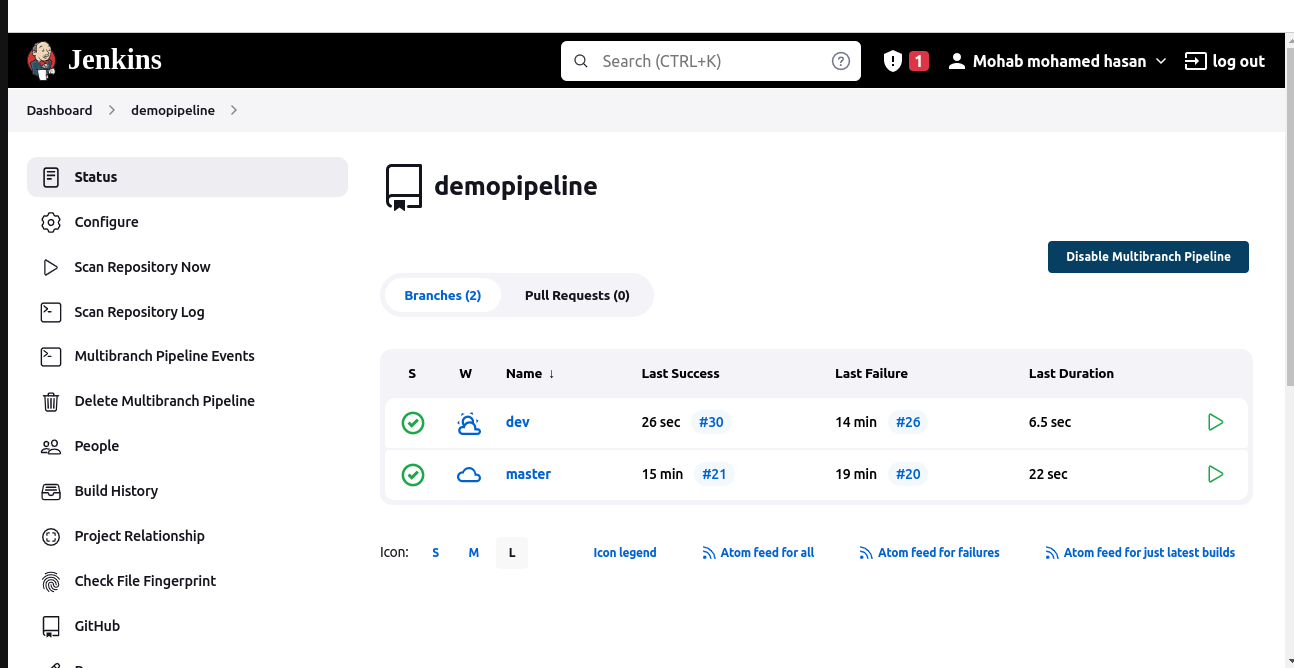 Jenkins
Search (CTRL+K)
1
Mohab mohamed hasan
log out
Dashboard
demopipeline
Status
Configure
Scan Repository Now
Scan Repository Log
Multibranch Pipeline Events
Delete Multibranch Pipeline
People
Build History
Project Relationship
Check File Fingerprint
GitHub
demopipeline
Disable Multibranch Pipeline
Branches (2) Pull Requests (0)
S W Name ↓ Last Success Last Failure Last Duration
dev 26 sec #30 14 min #26 6.5 sec
master 15 min #21 19 min #20 22 sec
Icon: S M L Icon legend Atom feed for all Atom feed for failures Atom feed for just latest builds